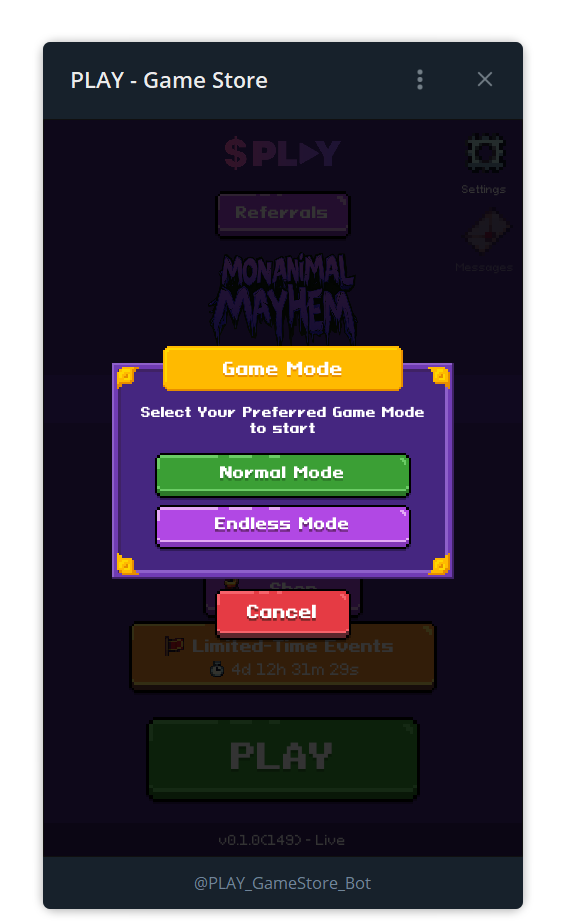 PLAY - Game Store
$PLAY
Settings
Referrals
Messages
MONANIMAL
MAYHEM
Game Mode
Select Your Preferred Game Mode
to start
Normal Mode
Endless Mode
Shop
Cancel
Limited-Time Events
4d 12h 31m 29s
PLAY
v0.1.0(149) - Live
@PLAY_GameStore_Bot